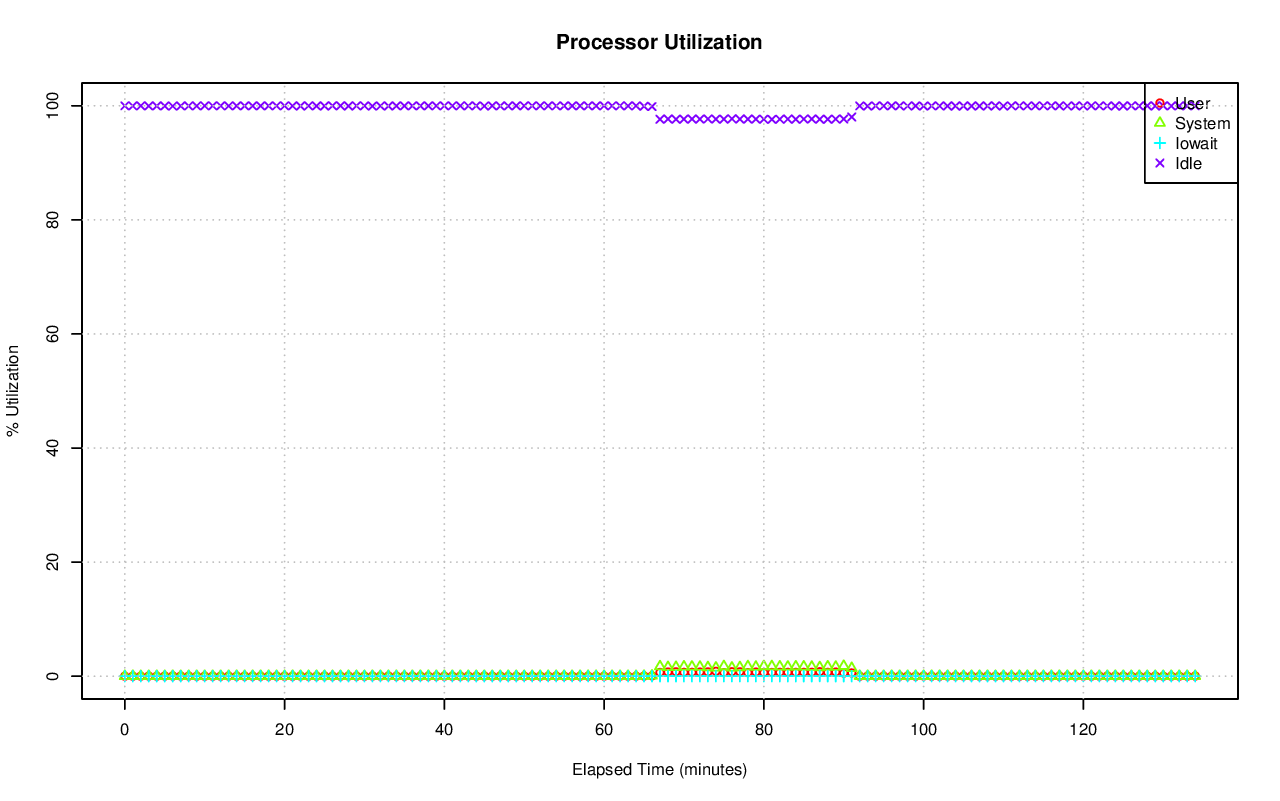 Processor Utilization
100
80
60
40
20
0
% Utilization
User
System
Iowait
Idle
0 20 40 60 80 100 120
Elapsed Time (minutes)